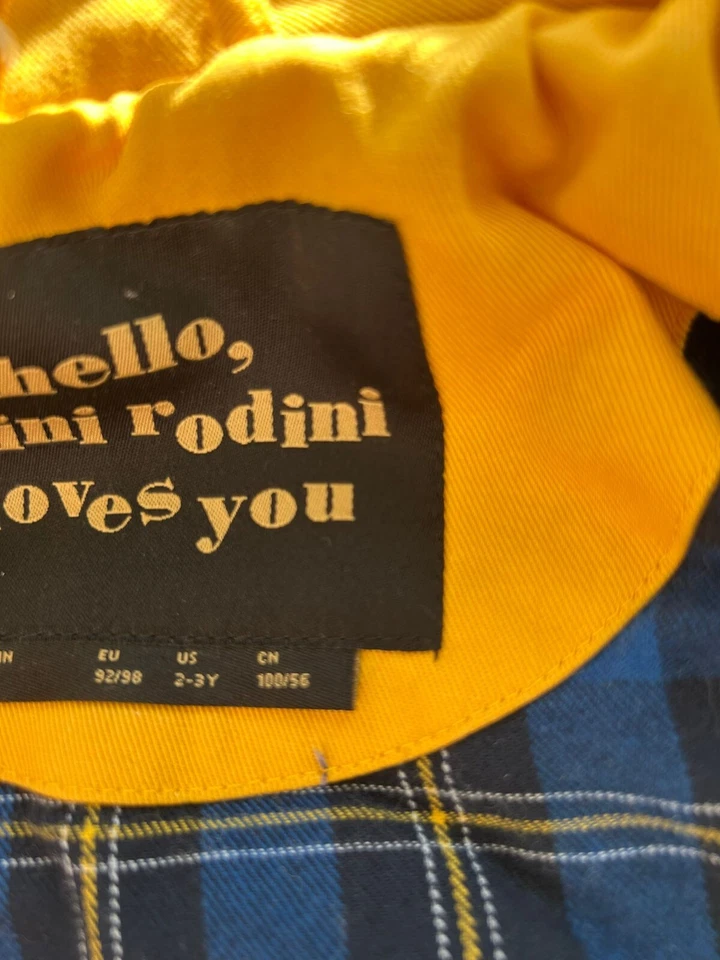 hello,
ini rodini
oves you
EU US CN
92/98 2-3Y 100/56